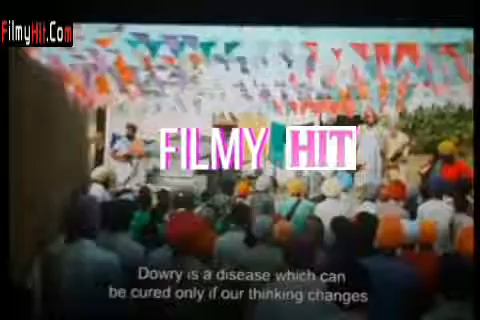 FilmyHit.Com
FILMY HIT
Dowry is a disease which can
be cured only if our thinking changes